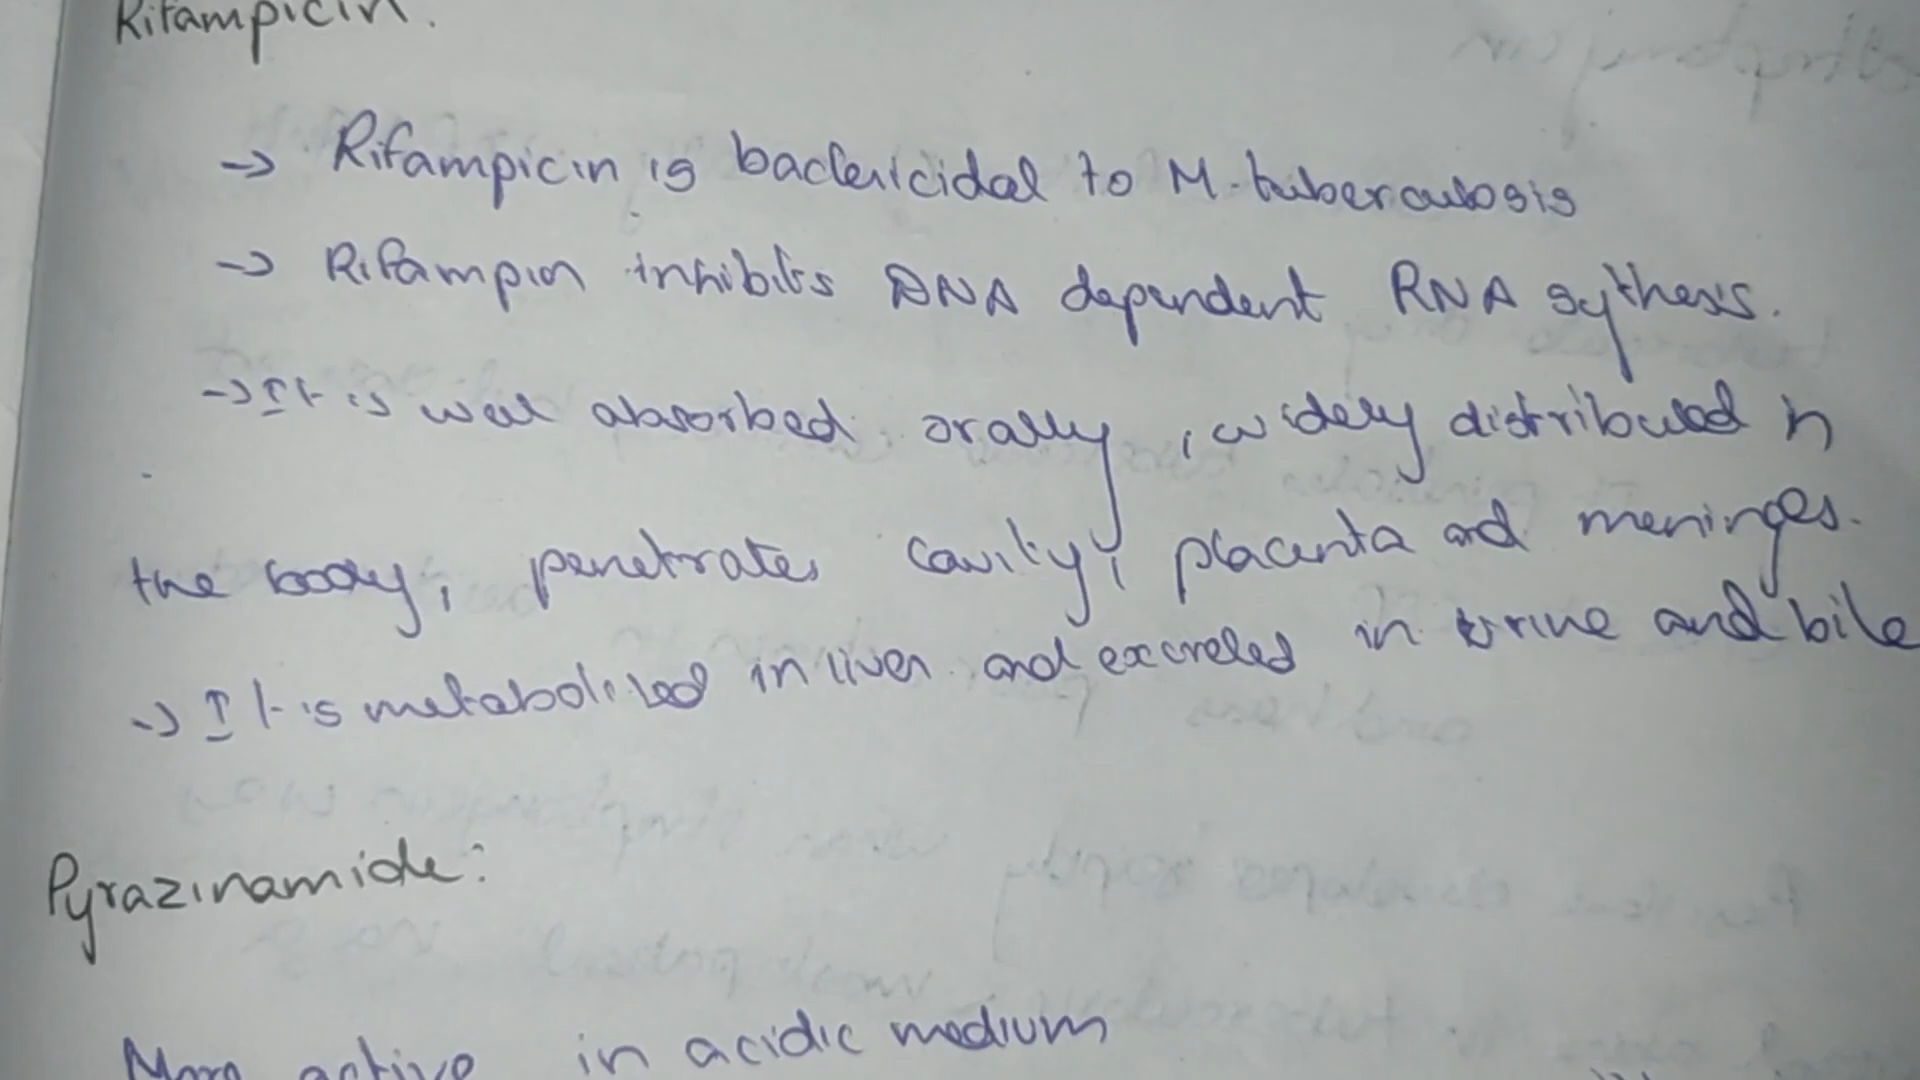 Rifampicin.
→ Rifampicin is bactericidal to M. tuberculosis
→ Rifampin inhibits DNA dependent RNA sythesis.
→ It is well absorbed orally, widely distributed in
the body, penetrates cavity, placenta and meninges.
→ It is metabolized in liver and excreted in urine and bile
Pyrazinamide:
More active in acidic medium